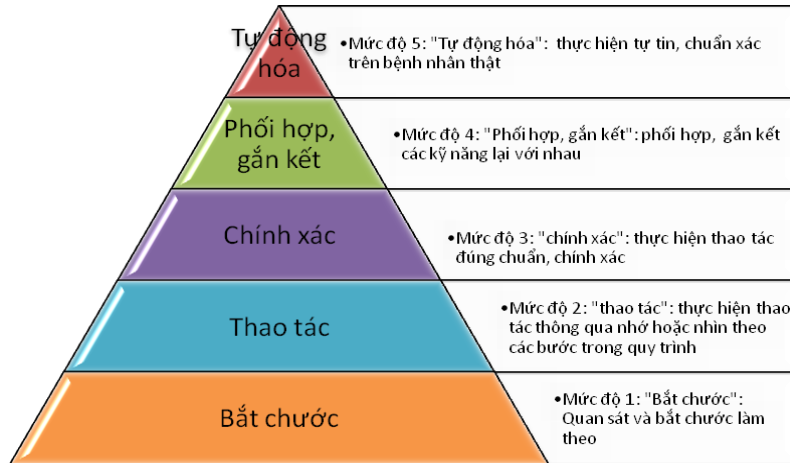 Tự động
hóa
•Mức độ 5: "Tự động hóa": thực hiện tự tin, chuẩn xác
trên bệnh nhân thật
Phối hợp,
gắn kết
•Mức độ 4: "Phối hợp, gắn kết": phối hợp, gắn kết
các kỹ năng lại với nhau
Chính xác
•Mức độ 3: "chính xác": thực hiện thao tác
đúng chuẩn, chính xác
Thao tác
•Mức độ 2: "thao tác": thực hiện thao
tác thông qua nhớ hoặc nhìn theo
các bước trong quy trình
Bắt chước
•Mức độ 1: "Bắt chước":
Quan sát và bắt chước làm
theo